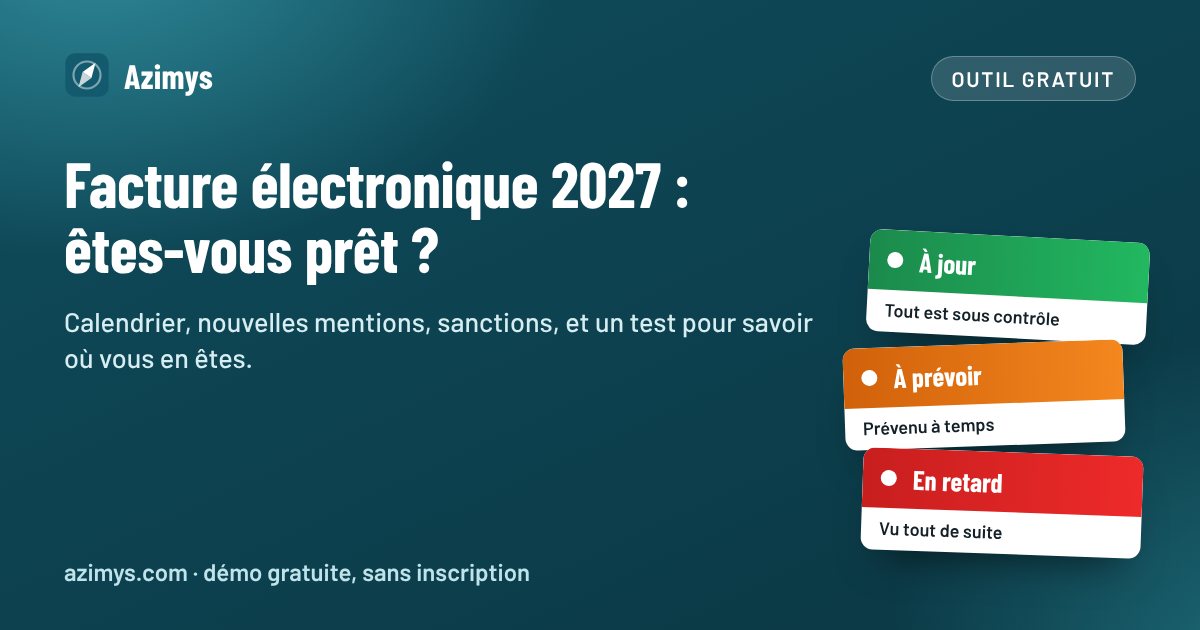 Azimys
OUTIL GRATUIT
Facture électronique 2027 :
êtes-vous prêt ?
Calendrier, nouvelles mentions, sanctions, et un test pour savoir
où vous en êtes.
À jour
Tout est sous contrôle
À prévoir
Prévenu à temps
En retard
Vu tout de suite
azimys.com · démo gratuite, sans inscription